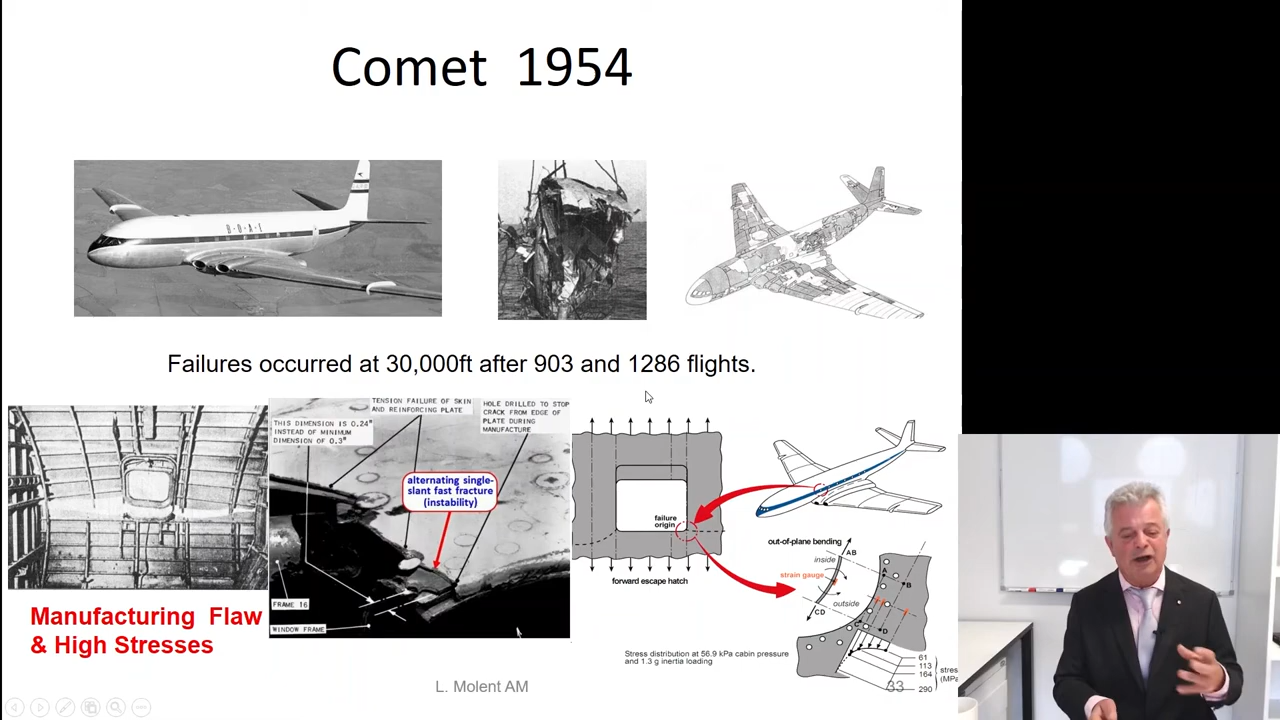 Comet 1954
B·O·A·C
Failures occurred at 30,000ft after 903 and 1286 flights.
TENSION FAILURE OF SKIN
AND REINFORCING PLATE
HOLE DRILLED TO STOP
CRACK FROM EDGE OF
PLATE DURING
MANUFACTURE
THIS DIMENSION IS 0.24"
INSTEAD OF MINIMUM
DIMENSION OF 0.3"
alternating single-
slant fast fracture
(instability)
FRAME 16
WINDOW FRAME
Manufacturing Flaw
& High Stresses
failure
origin
forward escape hatch
out-of-plane bending
AB
inside
strain gauge
outside
CD
A
B
D
61
113
164
290
stres
(MPa
Stress distribution at 56.9 kPa cabin pressure
and 1.3 g inertia loading
L. Molent AM
33